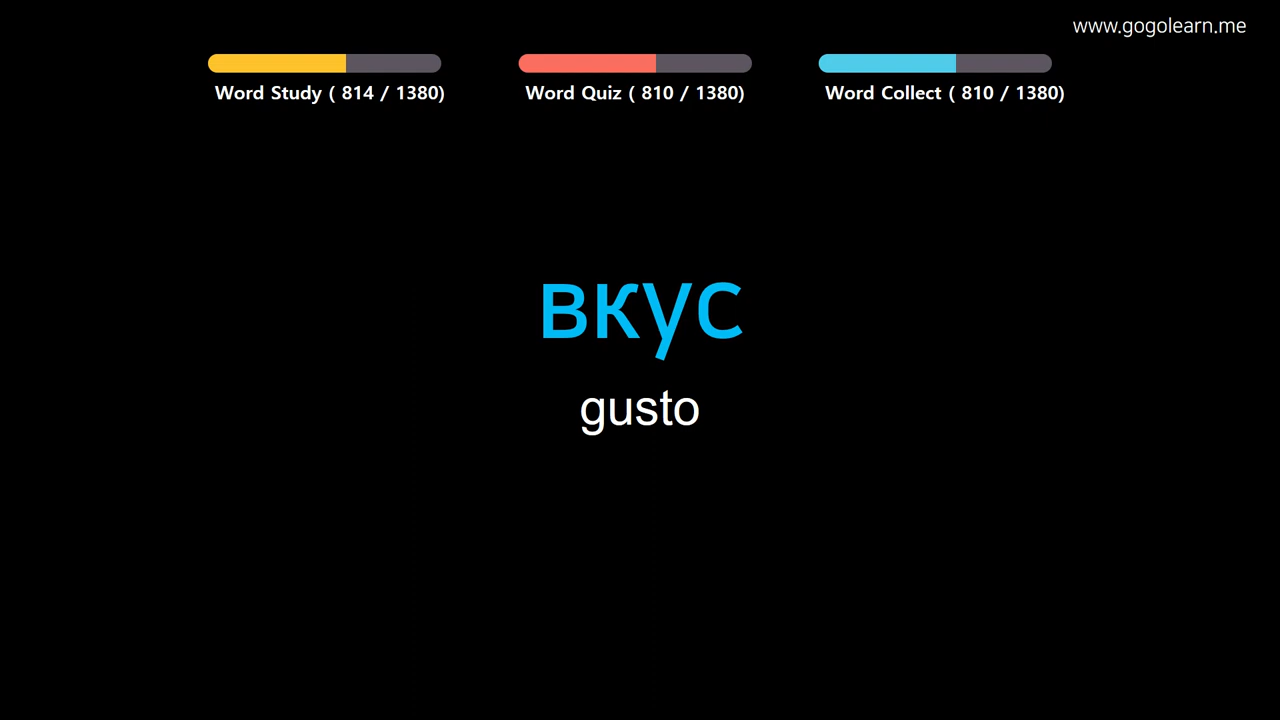 www.gogolearn.me
Word Study ( 814 / 1380)
Word Quiz ( 810 / 1380)
Word Collect ( 810 / 1380)
вкус
gusto